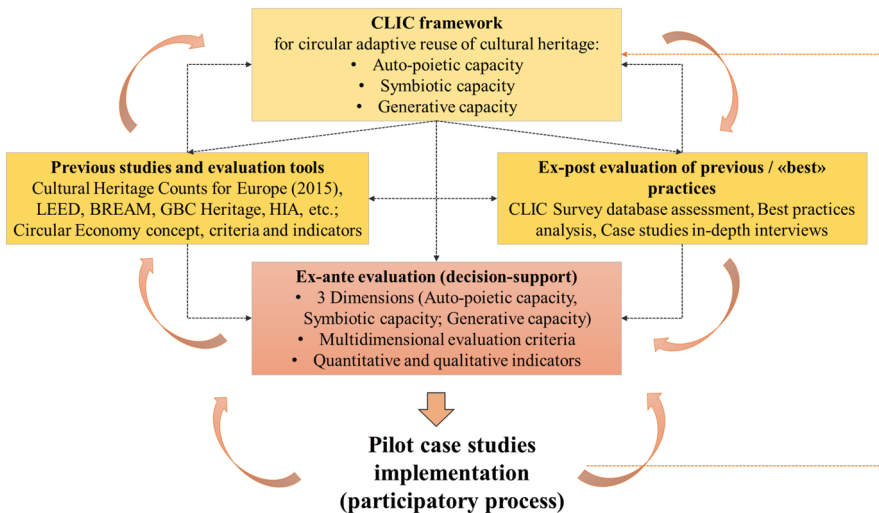 CLIC framework
for circular adaptive reuse of cultural heritage:
• Auto-poietic capacity
• Symbiotic capacity
• Generative capacity
Previous studies and evaluation tools
Cultural Heritage Counts for Europe (2015),
LEED, BREAM, GBC Heritage, HIA, etc.;
Circular Economy concept, criteria and indicators
Ex-post evaluation of previous / «best»
practices
CLIC Survey database assessment, Best practices
analysis, Case studies in-depth interviews
Ex-ante evaluation (decision-support)
• 3 Dimensions (Auto-poietic capacity,
Symbiotic capacity; Generative capacity)
• Multidimensional evaluation criteria
• Quantitative and qualitative indicators
Pilot case studies
implementation
(participatory process)